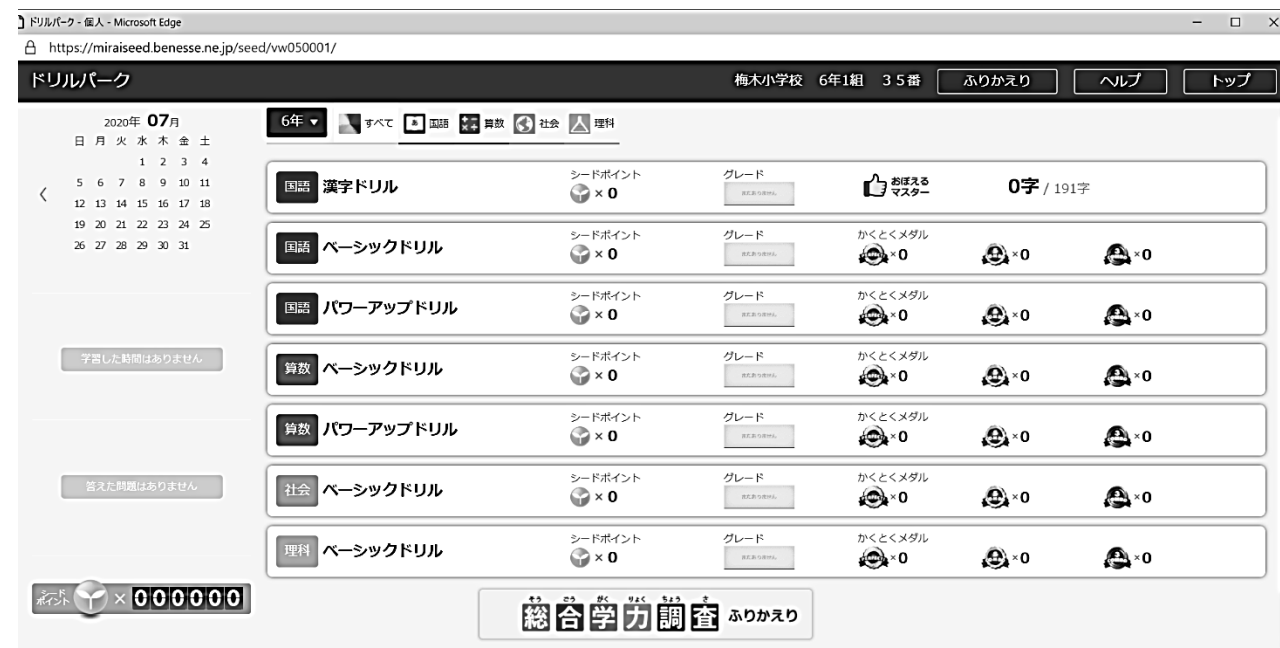 ドリルパーク - 個人 - Microsoft Edge
https://miraiseed.benesse.ne.jp/seed/vw050001/
ドリルパーク 梅木小学校 6年1組 35番 ふりかえり ヘルプ トップ
2020年 07月
日 月 火 水 木 金 土
1 2 3 4
5 6 7 8 9 10 11
12 13 14 15 16 17 18
19 20 21 22 23 24 25
26 27 28 29 30 31
学習した時間はありません
答えた問題はありません
シードポイント × 000000
6年 すべて 国語 算数 社会 理科
国語 漢字ドリル シードポイント × 0 グレード おぼえるマスター 0字 / 191字
国語 ベーシックドリル シードポイント × 0 グレード かくとくメダル × 0 × 0 × 0
国語 パワーアップドリル シードポイント × 0 グレード かくとくメダル × 0 × 0 × 0
算数 ベーシックドリル シードポイント × 0 グレード かくとくメダル × 0 × 0 × 0
算数 パワーアップドリル シードポイント × 0 グレード かくとくメダル × 0 × 0 × 0
社会 ベーシックドリル シードポイント × 0 グレード かくとくメダル × 0 × 0 × 0
理科 ベーシックドリル シードポイント × 0 グレード かくとくメダル × 0 × 0 × 0
そう ごう がく りょく ちょう さ
総合学力調査 ふりかえり